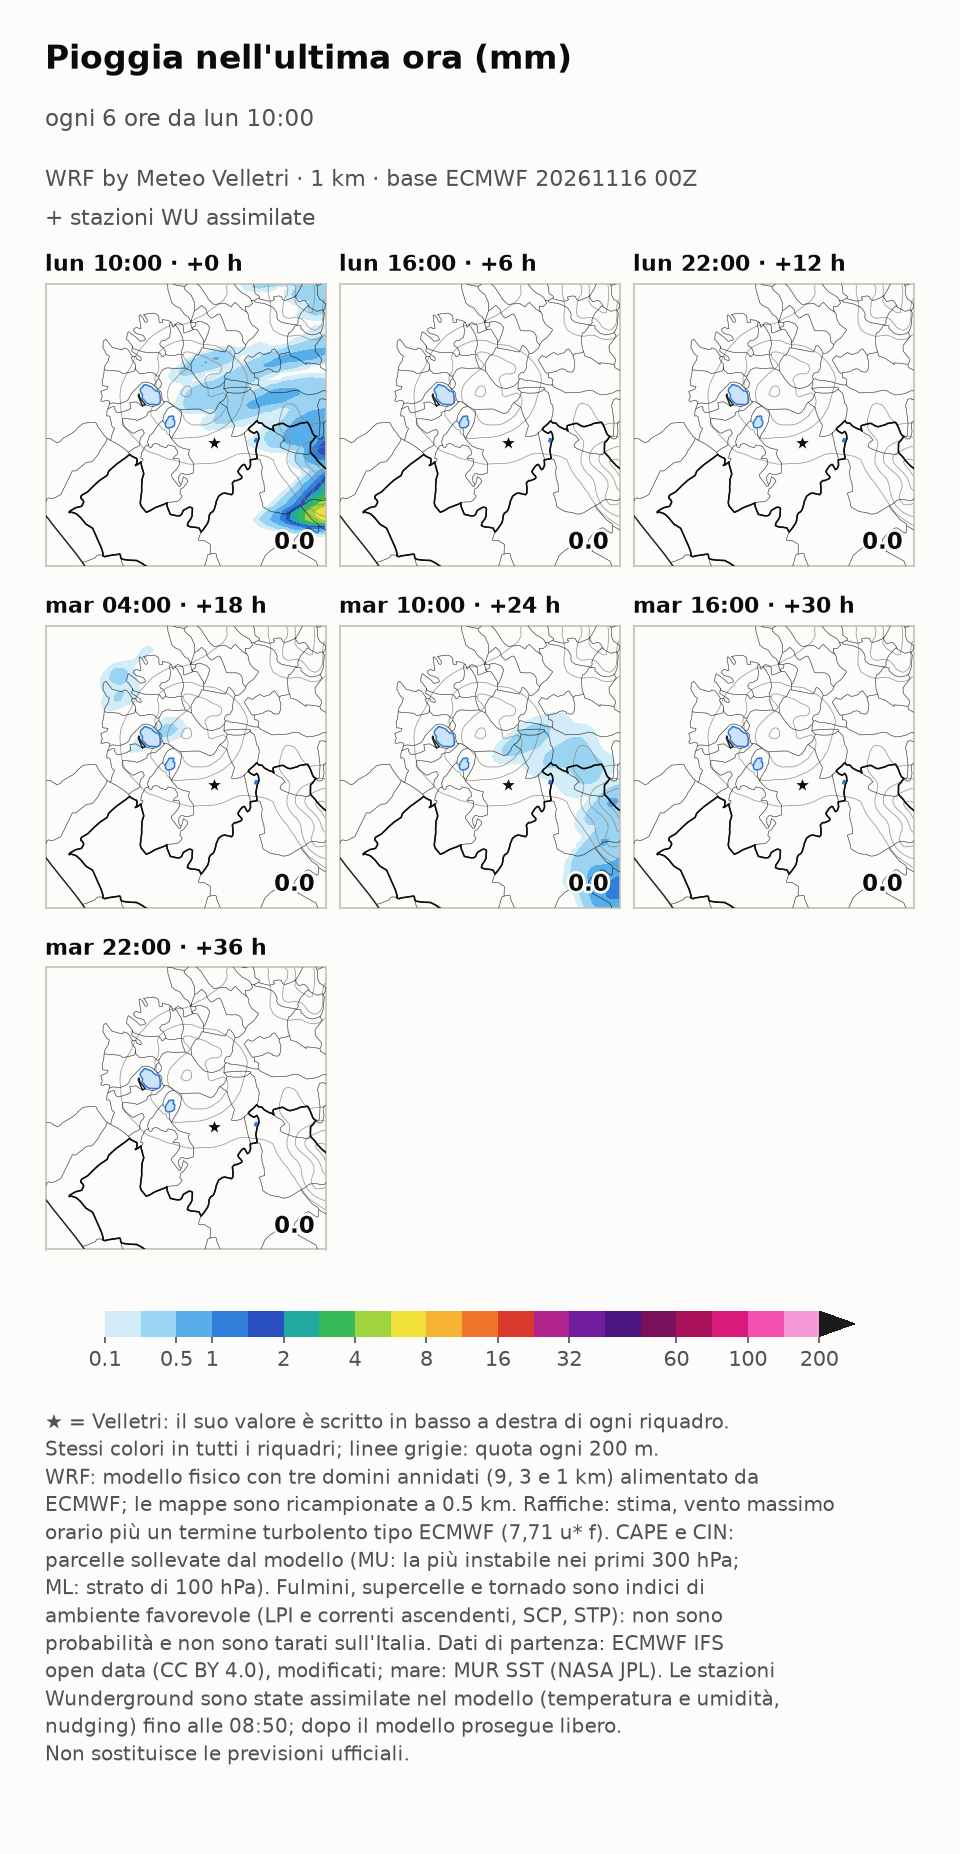 Pioggia nell'ultima ora (mm)
ogni 6 ore da lun 10:00
WRF by Meteo Velletri · 1 km · base ECMWF 20261116 00Z
+ stazioni WU assimilate
lun 10:00 · +0 h
lun 16:00 · +6 h
lun 22:00 · +12 h
0.0
0.0
0.0
mar 04:00 · +18 h
mar 10:00 · +24 h
mar 16:00 · +30 h
0.0
0.0
0.0
mar 22:00 · +36 h
0.0
0.1 0.5 1 2 4 8 16 32 60 100 200
★ = Velletri: il suo valore è scritto in basso a destra di ogni riquadro.
Stessi colori in tutti i riquadri; linee grigie: quota ogni 200 m.
WRF: modello fisico con tre domini annidati (9, 3 e 1 km) alimentato da
ECMWF; le mappe sono ricampionate a 0.5 km. Raffiche: stima, vento massimo
orario più un termine turbolento tipo ECMWF (7,71 u* f). CAPE e CIN:
parcelle sollevate dal modello (MU: la più instabile nei primi 300 hPa;
ML: strato di 100 hPa). Fulmini, supercelle e tornado sono indici di
ambiente favorevole (LPI e correnti ascendenti, SCP, STP): non sono
probabilità e non sono tarati sull'Italia. Dati di partenza: ECMWF IFS
open data (CC BY 4.0), modificati; mare: MUR SST (NASA JPL). Le stazioni
Wunderground sono state assimilate nel modello (temperatura e umidità,
nudging) fino alle 08:50; dopo il modello prosegue libero.
Non sostituisce le previsioni ufficiali.